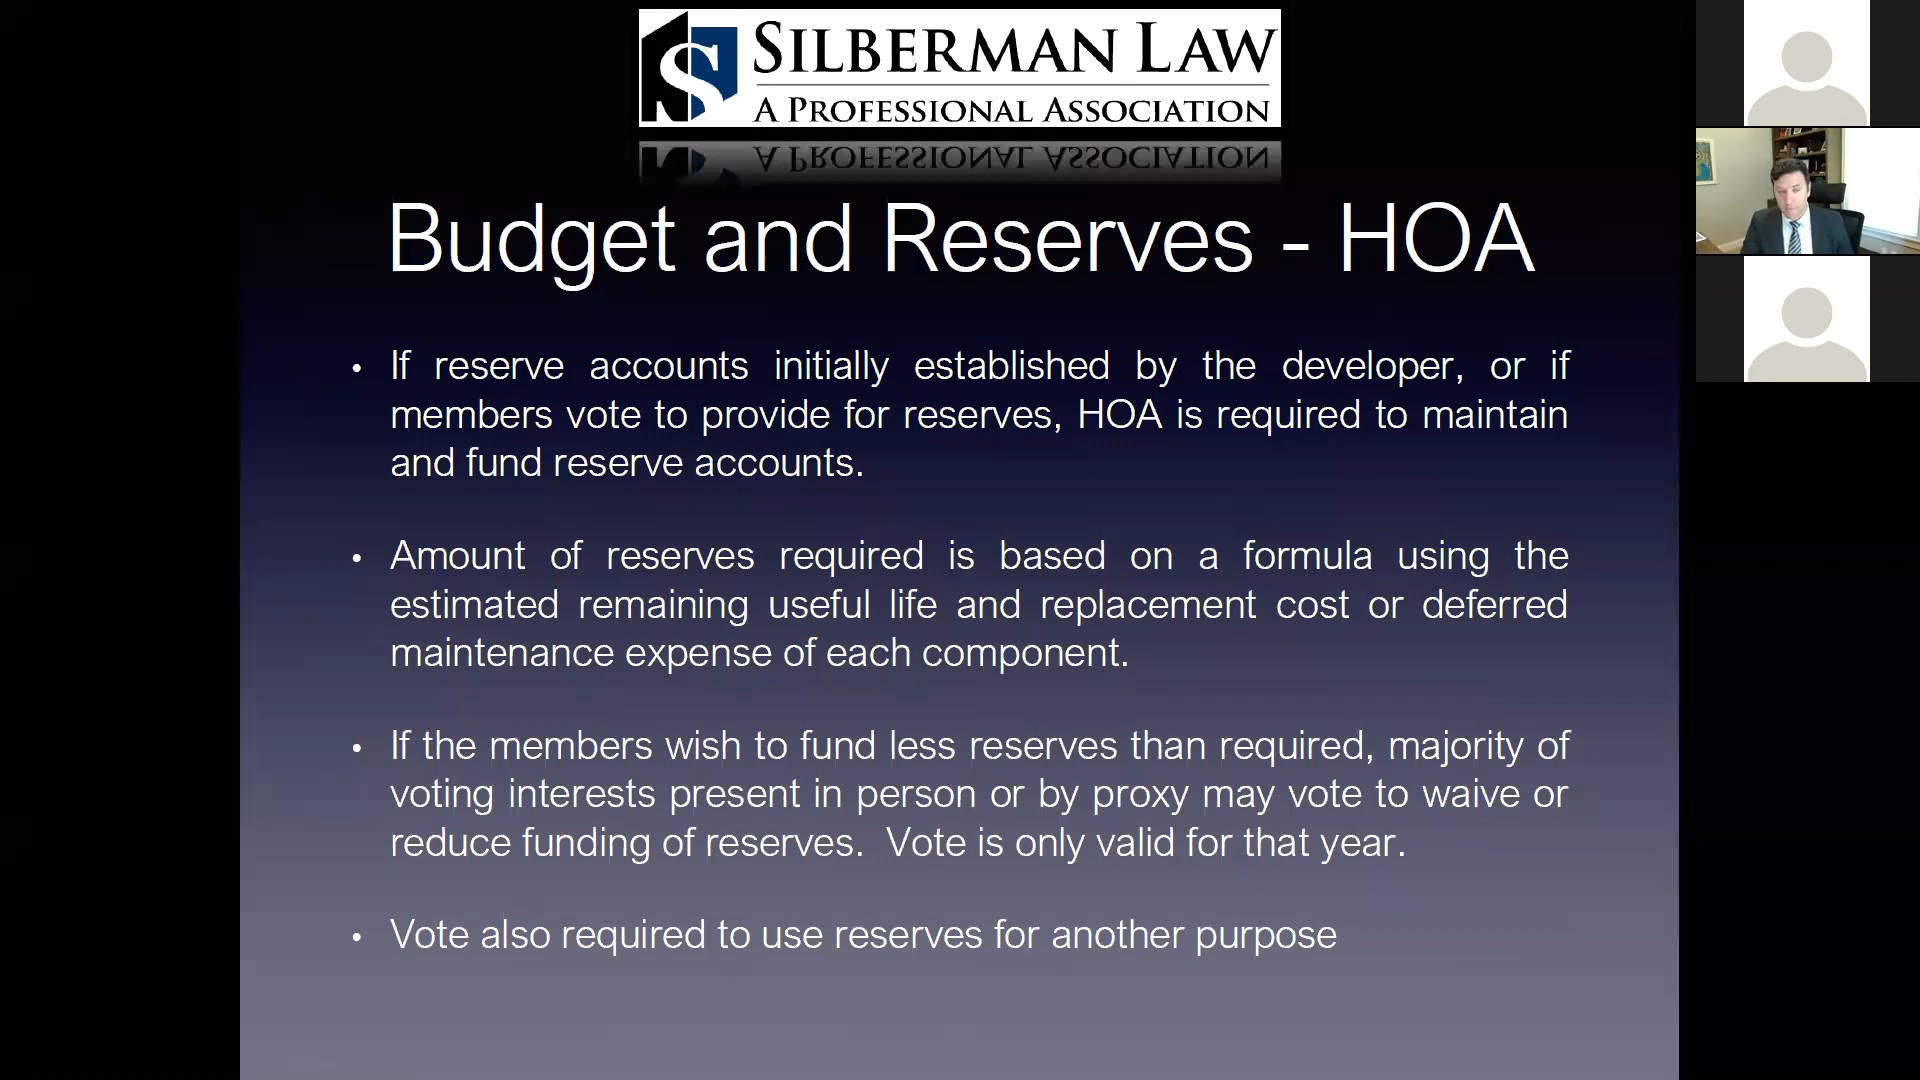 SILBERMAN LAW
A PROFESSIONAL ASSOCIATION
Budget and Reserves - HOA
• If reserve accounts initially established by the developer, or if
members vote to provide for reserves, HOA is required to maintain
and fund reserve accounts.
• Amount of reserves required is based on a formula using the
estimated remaining useful life and replacement cost or deferred
maintenance expense of each component.
• If the members wish to fund less reserves than required, majority of
voting interests present in person or by proxy may vote to waive or
reduce funding of reserves.  Vote is only valid for that year.
• Vote also required to use reserves for another purpose